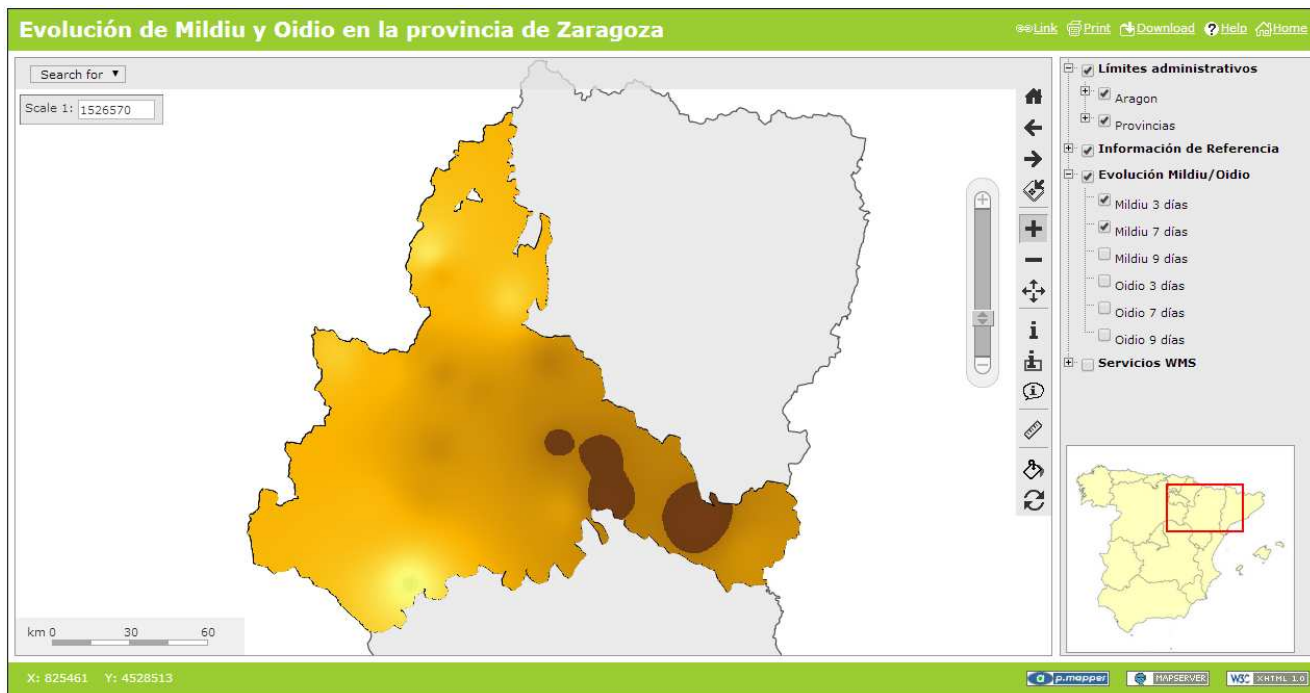 Evolución de Mildiu y Oidio en la provincia de Zaragoza
Link Print Download Help Home
Search for ▼
Scale 1: 1526570
Límites administrativos
Aragon
Provincias
Información de Referencia
Evolución Mildiu/Oidio
Mildiu 3 días
Mildiu 7 días
Mildiu 9 días
Oidio 3 días
Oidio 7 días
Oidio 9 días
Servicios WMS
km 0 30 60
X: 825461 Y: 4528513
p.mapper MAPSERVER W3C XHTML 1.0